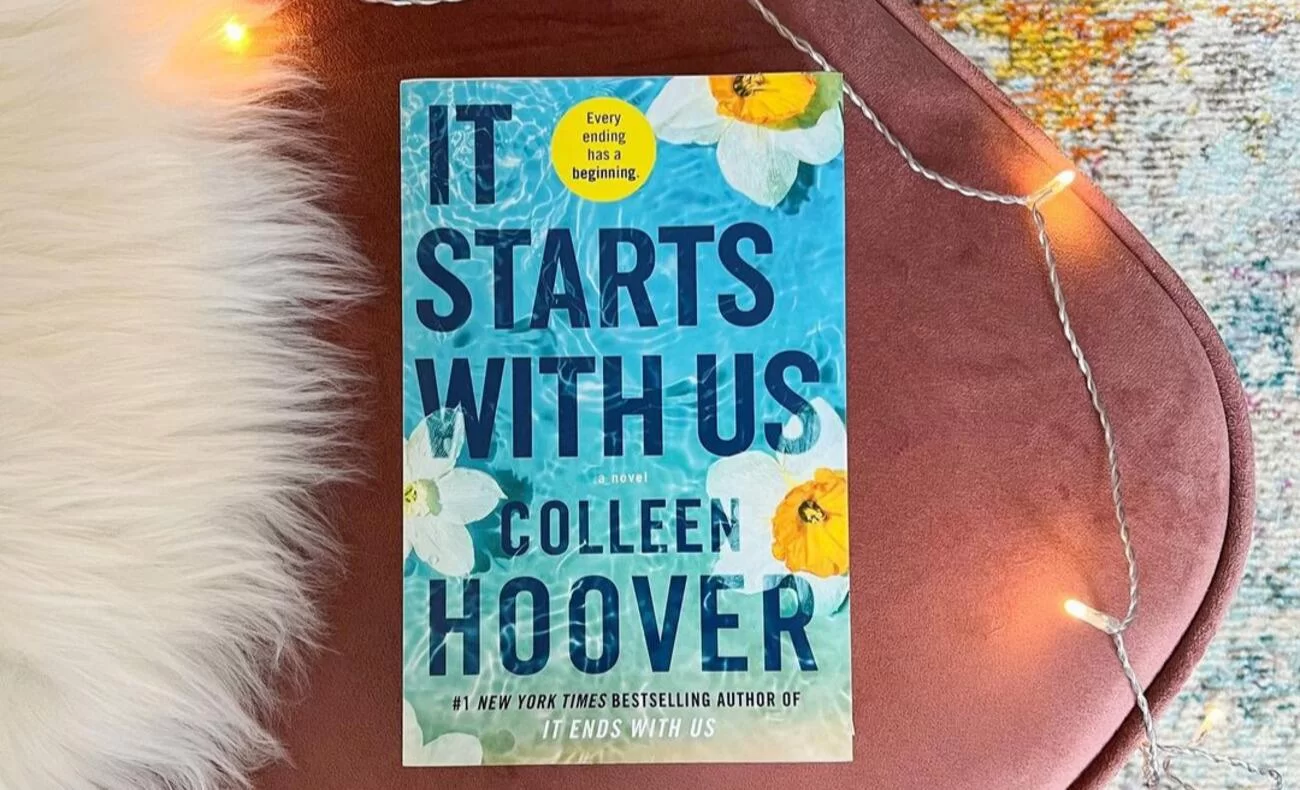 IT
Every
ending
has a
beginning.
STARTS
WITH US
a novel
COLLEEN
HOOVER
#1 NEW YORK TIMES BESTSELLING AUTHOR OF
IT ENDS WITH US